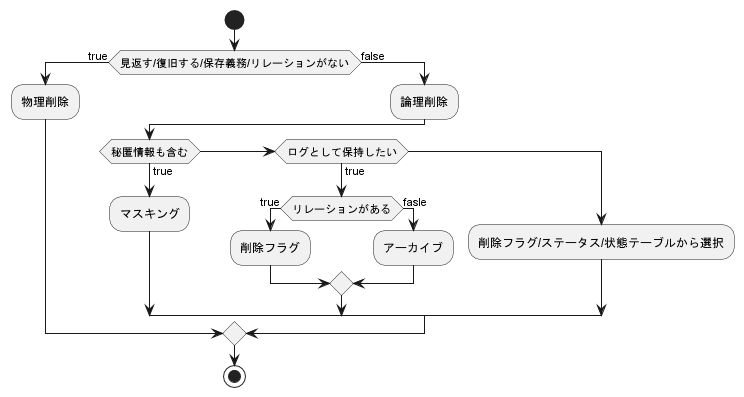 見返す/復旧する/保存義務/リレーションがない
true
false
物理削除
論理削除
秘匿情報も含む
ログとして保持したい
true
true
マスキング
リレーションがある
true
fasle
削除フラグ
アーカイブ
削除フラグ/ステータス/状態テーブルから選択